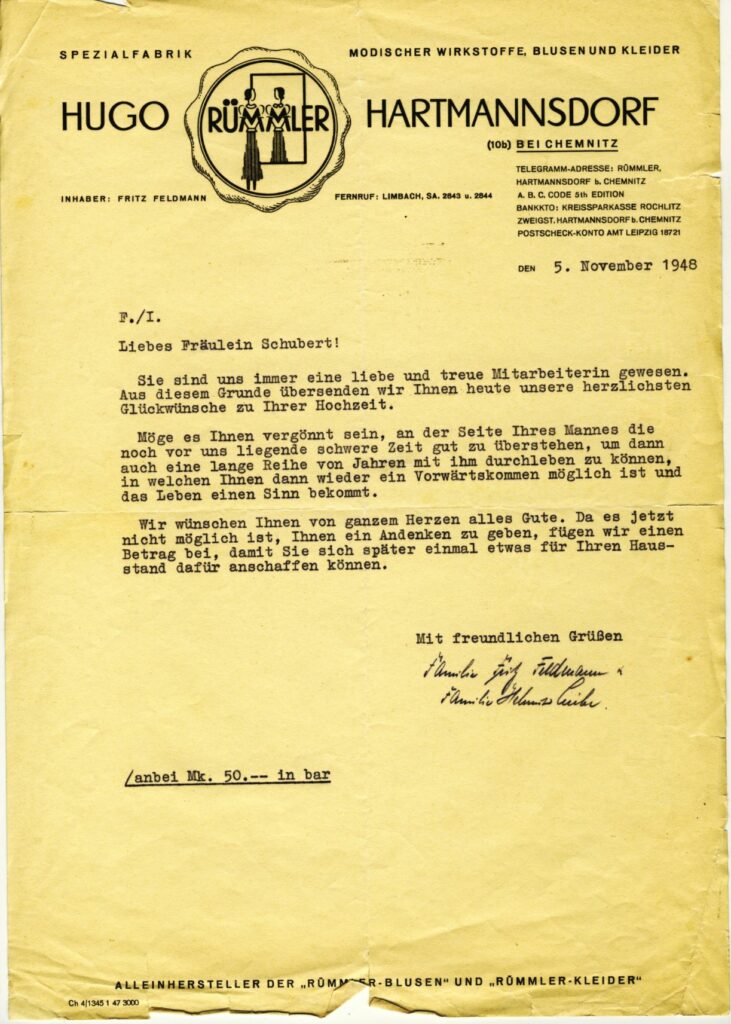 SPEZIALFABRIK
MODISCHER WIRKSTOFFE, BLUSEN UND KLEIDER
HUGO RÜMMLER HARTMANNSDORF
(10b) BEI CHEMNITZ
INHABER: FRITZ FELDMANN
FERNRUF: LIMBACH, SA. 2843 u. 2844
TELEGRAMM-ADRESSE: RÜMMLER,
HARTMANNSDORF b. CHEMNITZ
A. B. C. CODE 5th EDITION
BANKKTO: KREISSPARKASSE ROCHLITZ
ZWEIGST. HARTMANNSDORF b. CHEMNITZ
POSTSCHECK-KONTO AMT LEIPZIG 18721
DEN 5. November 1948
F./I.
Liebes Fräulein Schubert!
Sie sind uns immer eine liebe und treue Mitarbeiterin gewesen.
Aus diesem Grunde übersenden wir Ihnen heute unsere herzlichsten
Glückwünsche zu Ihrer Hochzeit.
Möge es Ihnen vergönnt sein, an der Seite Ihres Mannes die
noch vor uns liegende schwere Zeit gut zu überstehen, um dann
auch eine lange Reihe von Jahren mit ihm durchleben zu können,
in welchen Ihnen dann wieder ein Vorwärtskommen möglich ist und
das Leben einen Sinn bekommt.
Wir wünschen Ihnen von ganzem Herzen alles Gute. Da es jetzt
nicht möglich ist, Ihnen ein Andenken zu geben, fügen wir einen
Betrag bei, damit Sie sich später einmal etwas für Ihren Haus-
stand dafür anschaffen können.
Mit freundlichen Grüßen
Familie Fritz Feldmann
Familie
/anbei Mk. 50.-- in bar
ALLEINHERSTELLER DER „RÜMMLER-BLUSEN" UND „RÜMMLER-KLEIDER"
Ch 4/1345 1 47 3000